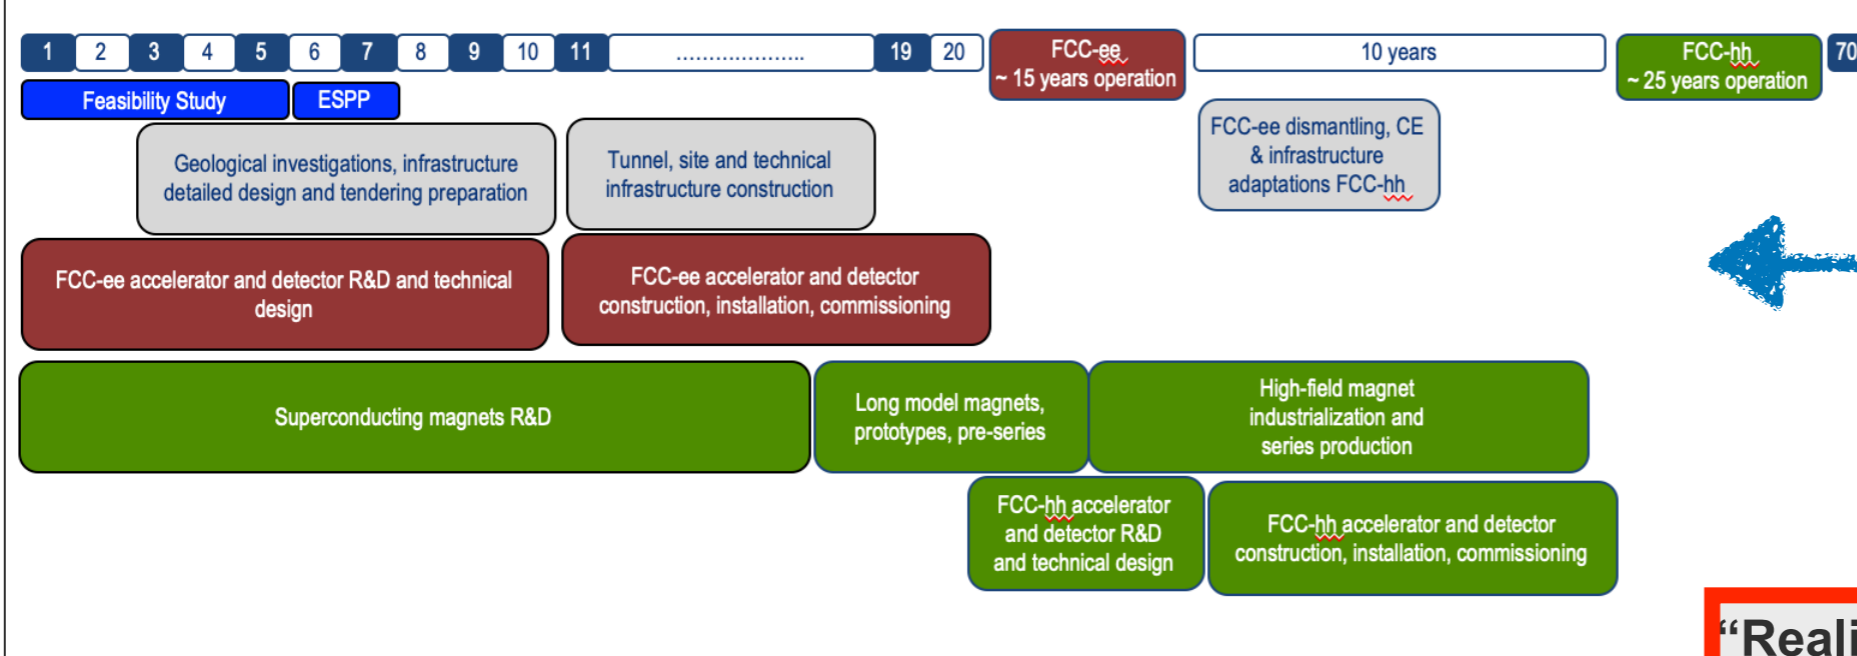 1 2 3 4 5 6 7 8 9 10 11 ..................... 19 20
FCC-ee
~ 15 years operation
10 years
FCC-hh
~ 25 years operation
70
Feasibility Study
ESPP
Geological investigations, infrastructure
detailed design and tendering preparation
Tunnel, site and technical
infrastructure construction
FCC-ee dismantling, CE
& infrastructure
adaptations FCC-hh
FCC-ee accelerator and detector R&D and technical
design
FCC-ee accelerator and detector
construction, installation, commissioning
Superconducting magnets R&D
Long model magnets,
prototypes, pre-series
High-field magnet
industrialization and
series production
FCC-hh accelerator
and detector R&D
and technical design
FCC-hh accelerator and detector
construction, installation, commissioning
“Reali